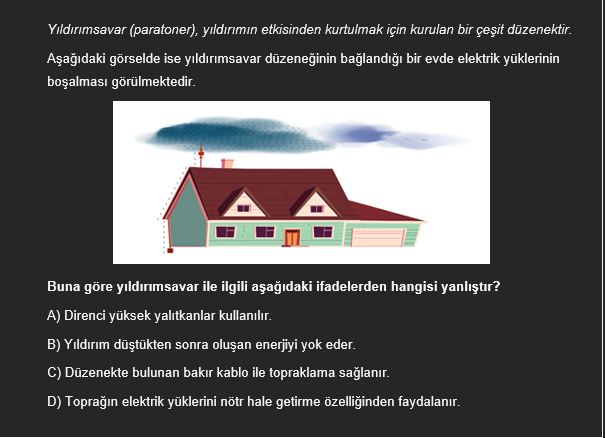 Yıldırımsavar (paratoner), yıldırımın etkisinden kurtulmak için kurulan bir çeşit düzenektir.
Aşağıdaki görselde ise yıldırımsavar düzeneğinin bağlandığı bir evde elektrik yüklerinin
boşalması görülmektedir.
Buna göre yıldırımsavar ile ilgili aşağıdaki ifadelerden hangisi yanlıştır?
A) Direnci yüksek yalıtkanlar kullanılır.
B) Yıldırım düştükten sonra oluşan enerjiyi yok eder.
C) Düzenekte bulunan bakır kablo ile topraklama sağlanır.
D) Toprağın elektrik yüklerini nötr hale getirme özelliğinden faydalanır.